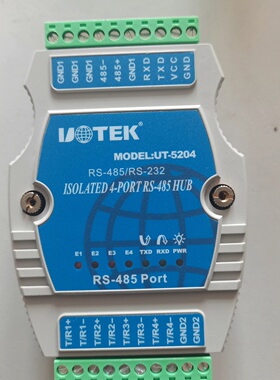 GND1 GND1 485- 485+ GND1 RXD TXD VCC GND
UOTEK®
MODEL:UT-5204
RS-485/RS-232
ISOLATED 4-PORT RS-485 HUB
E1 E2 E3 E4 TXD RXD PWR
RS-485 Port
T/R1+ T/R1- T/R2+ T/R2- T/R3+ T/R3- T/R4+ T/R4- GND2 GND2